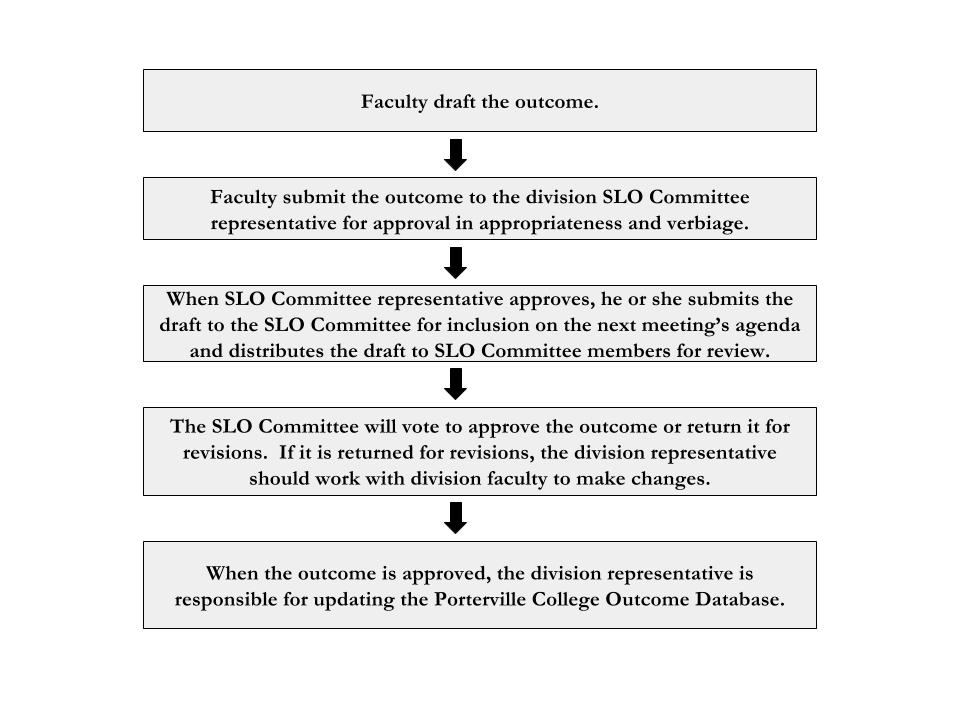 Faculty draft the outcome.
Faculty submit the outcome to the division SLO Committee
representative for approval in appropriateness and verbiage.
When SLO Committee representative approves, he or she submits the
draft to the SLO Committee for inclusion on the next meeting’s agenda
and distributes the draft to SLO Committee members for review.
The SLO Committee will vote to approve the outcome or return it for
revisions.  If it is returned for revisions, the division representative
should work with division faculty to make changes.
When the outcome is approved, the division representative is
responsible for updating the Porterville College Outcome Database.